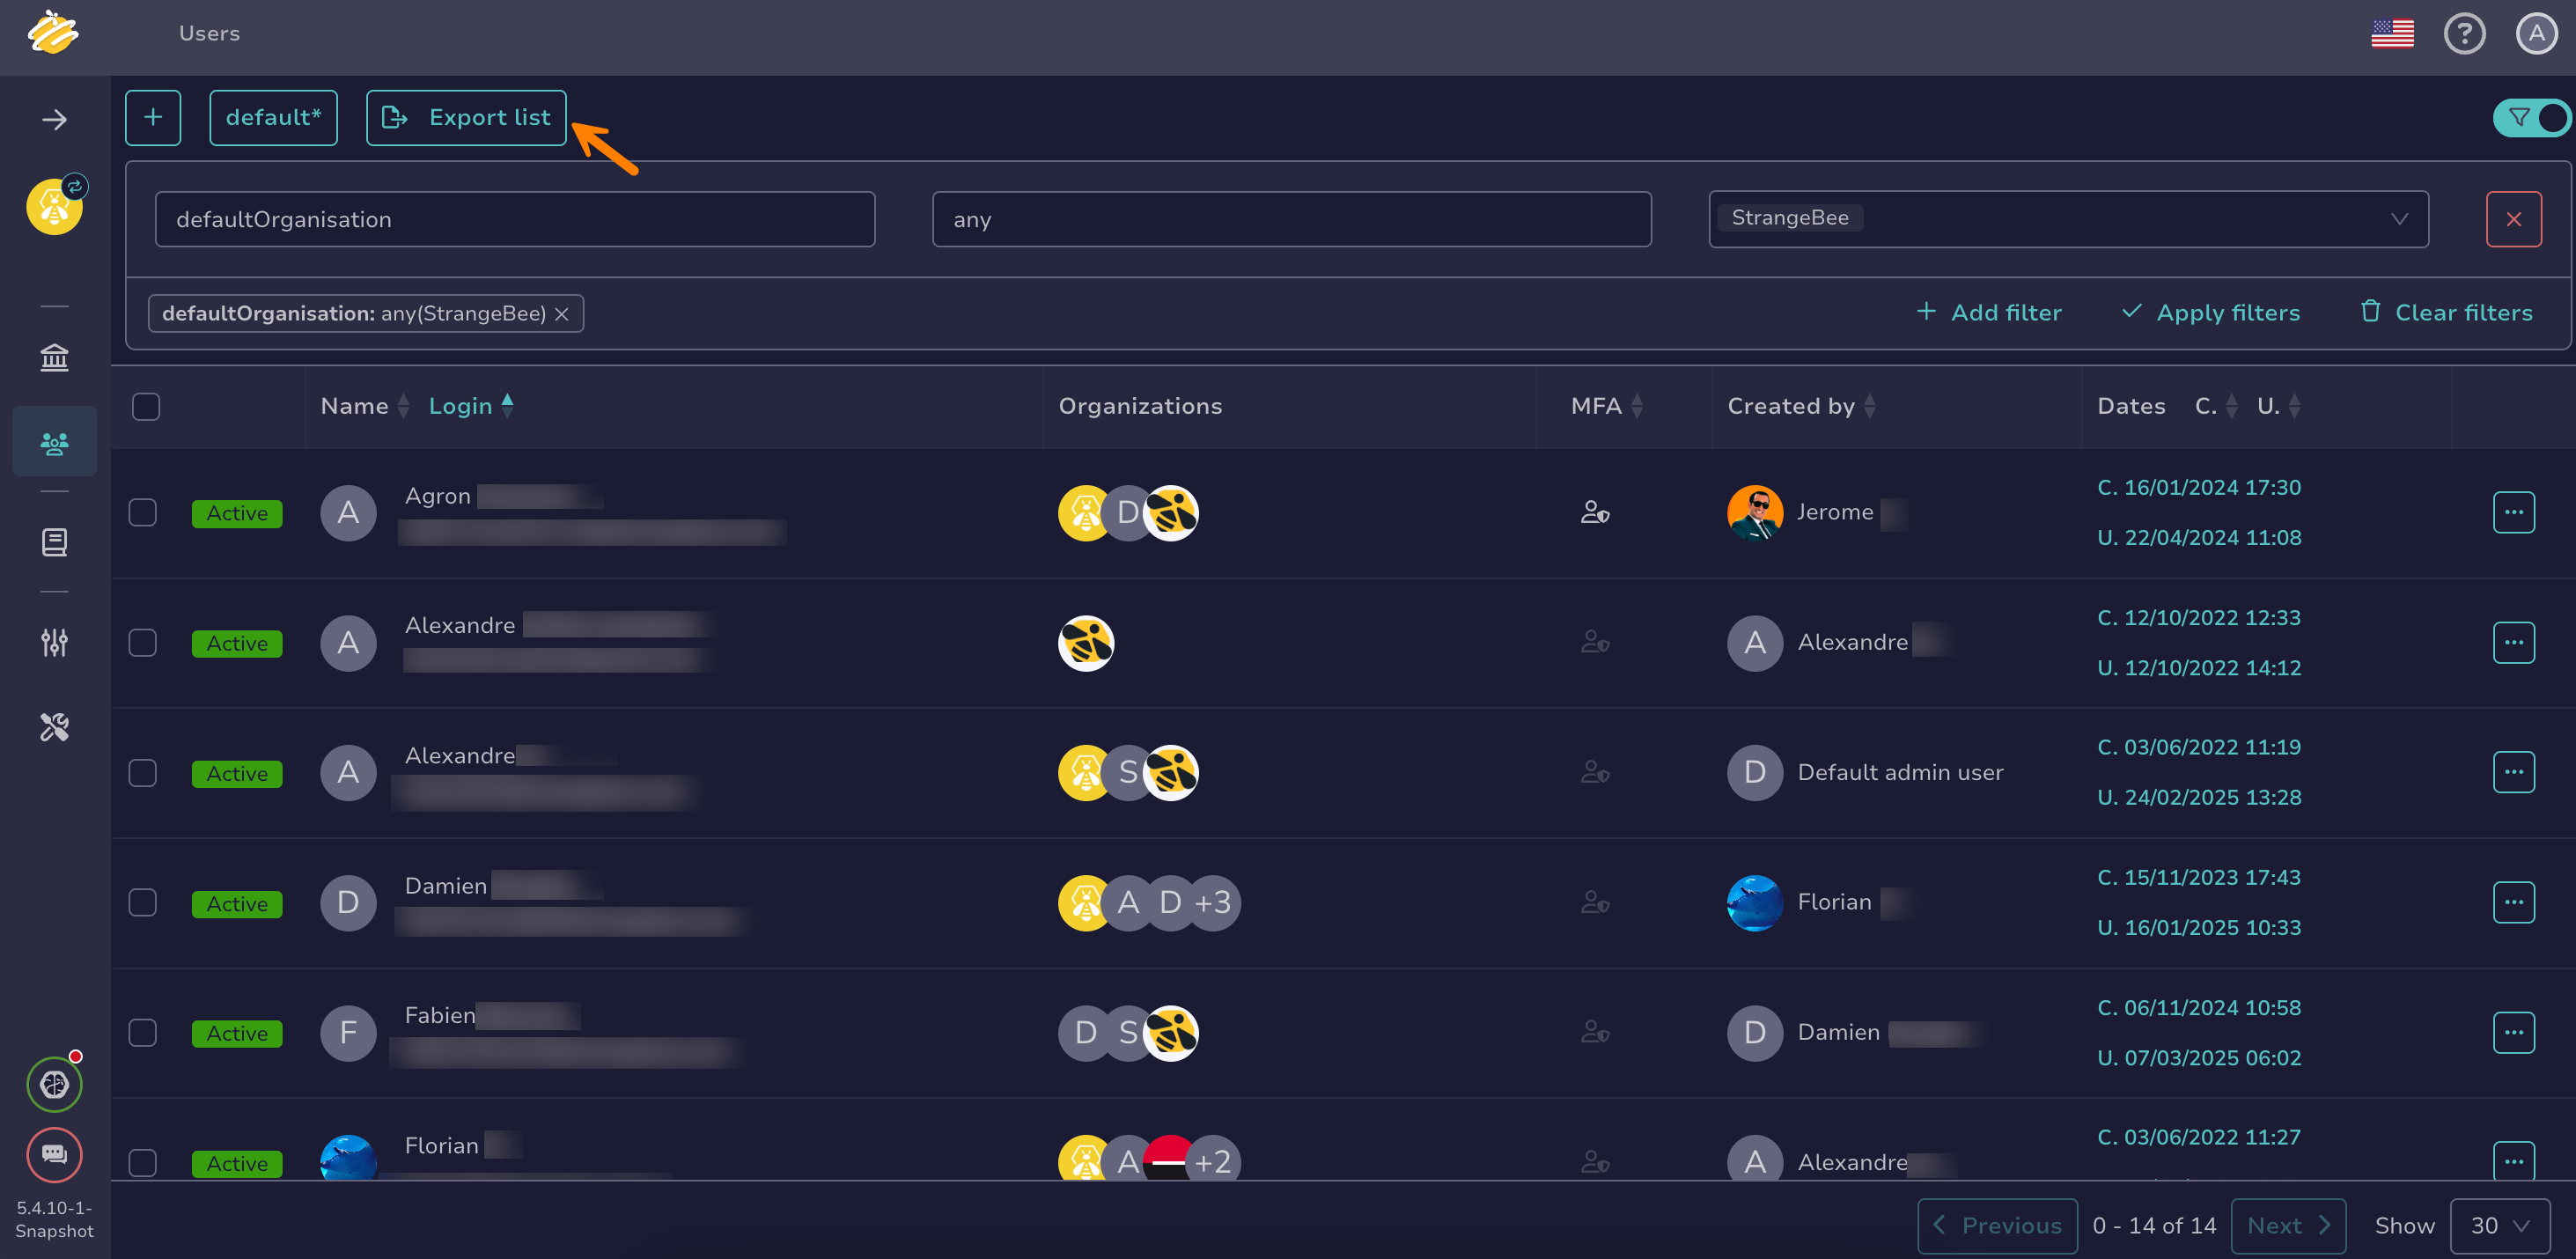 Users
A
default*
Export list
defaultOrganisation
any
StrangeBee
defaultOrganisation: any(StrangeBee)
Add filter
Apply filters
Clear filters
Name
Login
Organizations
MFA
Created by
Dates
C.
U.
Active
A
Agron
D
Jerome
C. 16/01/2024 17:30
U. 22/04/2024 11:08
Active
A
Alexandre
A
Alexandre
C. 12/10/2022 12:33
U. 12/10/2022 14:12
Active
A
Alexandre
S
D
Default admin user
C. 03/06/2022 11:19
U. 24/02/2025 13:28
Active
D
Damien
A
D
+3
Florian
C. 15/11/2023 17:43
U. 16/01/2025 10:33
Active
F
Fabien
D
S
D
Damien
C. 06/11/2024 10:58
U. 07/03/2025 06:02
Active
Florian
A
+2
A
Alexandre
C. 03/06/2022 11:27
5.4.10-1-
Snapshot
Previous
0 - 14 of 14
Next
Show
30